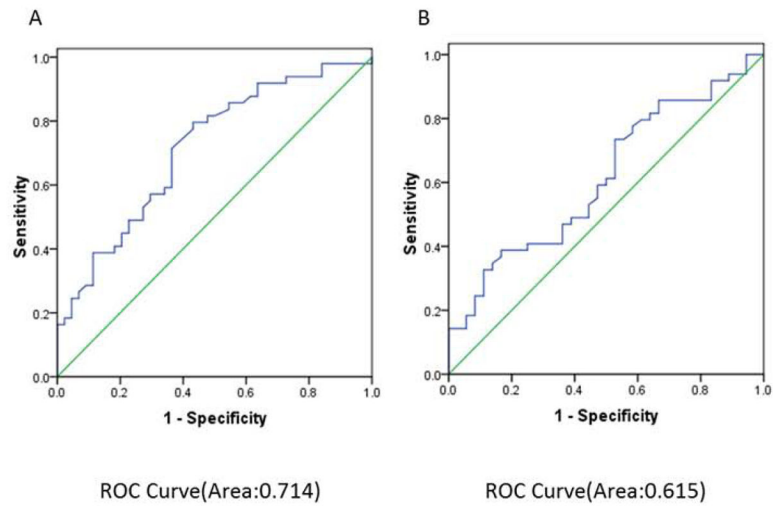 A
B
1.0
0.8
0.6
0.4
0.2
0.0
Sensitivity
0.0 0.2 0.4 0.6 0.8 1.0
1 - Specificity
1.0
0.8
0.6
0.4
0.2
0.0
Sensitivity
0.0 0.2 0.4 0.6 0.8 1.0
1 - Specificity
ROC Curve(Area:0.714)
ROC Curve(Area:0.615)